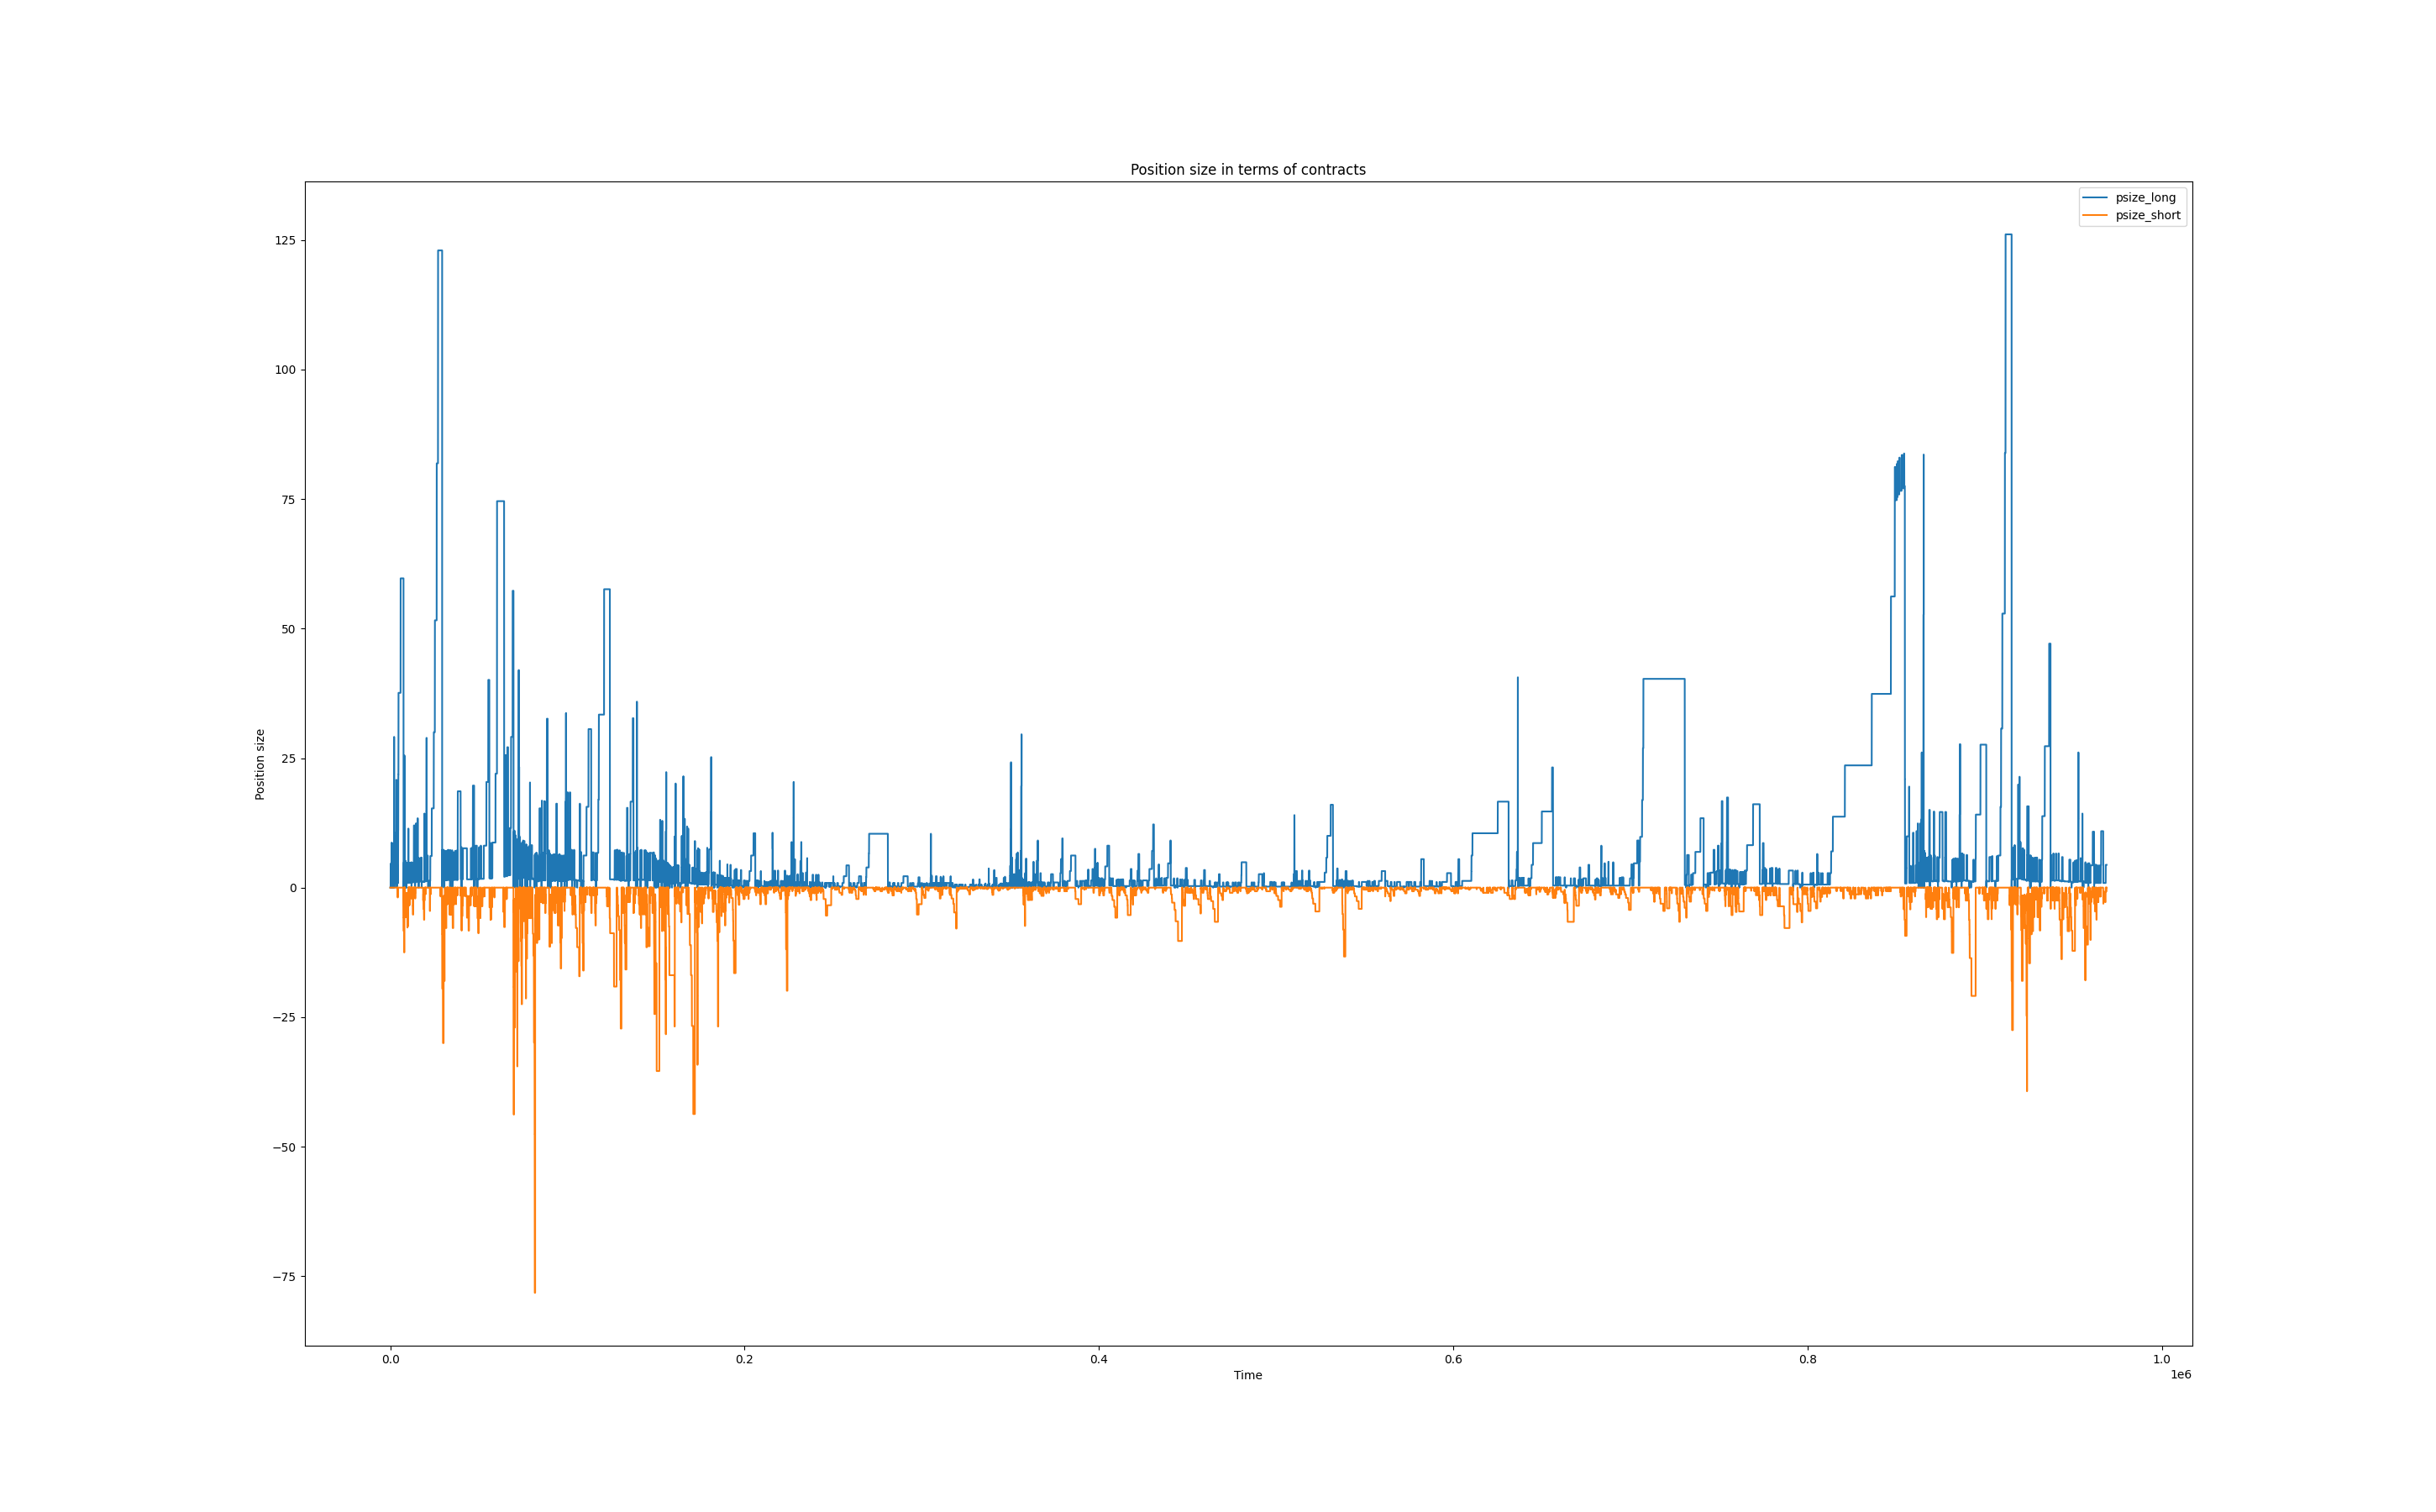 Position size in terms of contracts
psize_long
psize_short
125
100
75
50
25
0
−25
−50
−75
Position size
0.0
0.2
0.4
0.6
0.8
1.0
Time
1e6